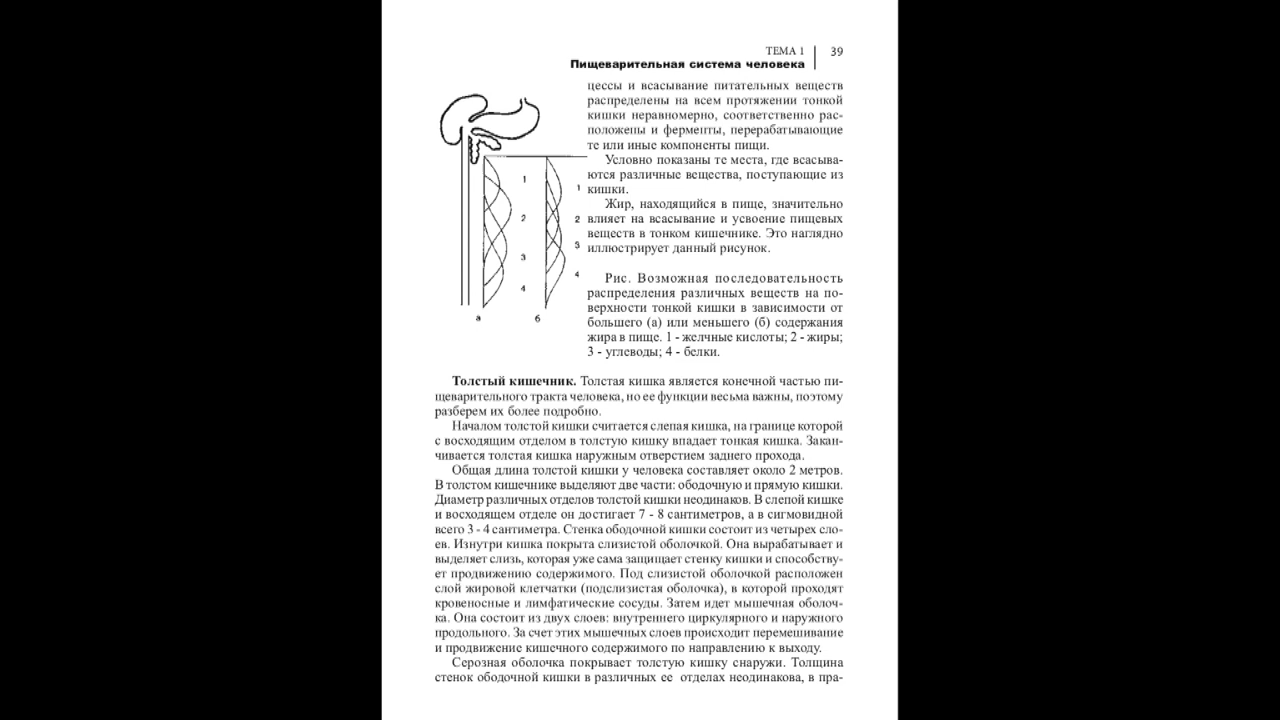 ТЕМА 1
39
Пищеварительная система человека
цессы и всасывание питательных веществ
распределены на всем протяжении тонкой
кишки неравномерно, соответственно рас-
положены и ферменты, перерабатывающие
те или иные компоненты пищи.
Условно показаны те места, где всасыва-
ются различные вещества, поступающие из
кишки.
Жир, находящийся в пище, значительно
влияет на всасывание и усвоение пищевых
веществ в тонком кишечнике. Это наглядно
иллюстрирует данный рисунок.
1
2
3
4
1
2
3
4
а
б
Рис. Возможная последовательность
распределения различных веществ на по-
верхности тонкой кишки в зависимости от
большего (а) или меньшего (б) содержания
жира в пище. 1 - желчные кислоты; 2 - жиры;
3 - углеводы; 4 - белки.
Толстый кишечник. Толстая кишка является конечной частью пи-
щеварительного тракта человека, но ее функции весьма важны, поэтому
разберем их более подробно.
Началом толстой кишки считается слепая кишка, на границе которой
с восходящим отделом в толстую кишку впадает тонкая кишка. Закан-
чивается толстая кишка наружным отверстием заднего прохода.
Общая длина толстой кишки у человека составляет около 2 метров.
В толстом кишечнике выделяют две части: ободочную и прямую кишки.
Диаметр различных отделов толстой кишки неодинаков. В слепой кишке
и восходящем отделе он достигает 7 - 8 сантиметров, а в сигмовидной
всего 3 - 4 сантиметра. Стенка ободочной кишки состоит из четырех сло-
ев. Изнутри кишка покрыта слизистой оболочкой. Она вырабатывает и
выделяет слизь, которая уже сама защищает стенку кишки и способству-
ет продвижению содержимого. Под слизистой оболочкой расположен
слой жировой клетчатки (подслизистая оболочка), в которой проходят
кровеносные и лимфатические сосуды. Затем идет мышечная оболоч-
ка. Она состоит из двух слоев: внутреннего циркулярного и наружного
продольного. За счет этих мышечных слоев происходит перемешивание
и продвижение кишечного содержимого по направлению к выходу.
Серозная оболочка покрывает толстую кишку снаружи. Толщина
стенок ободочной кишки в различных ее отделах неодинакова, в пра-